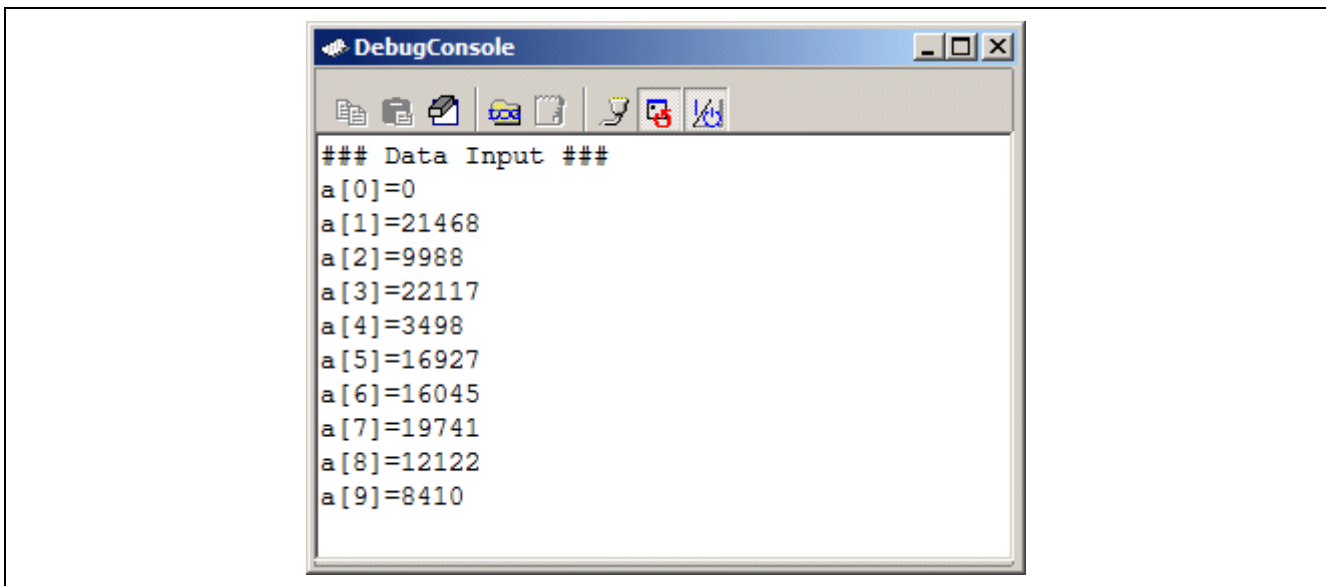 DebugConsole
LOG
### Data Input ###
a[0]=0
a[1]=21468
a[2]=9988
a[3]=22117
a[4]=3498
a[5]=16927
a[6]=16045
a[7]=19741
a[8]=12122
a[9]=8410